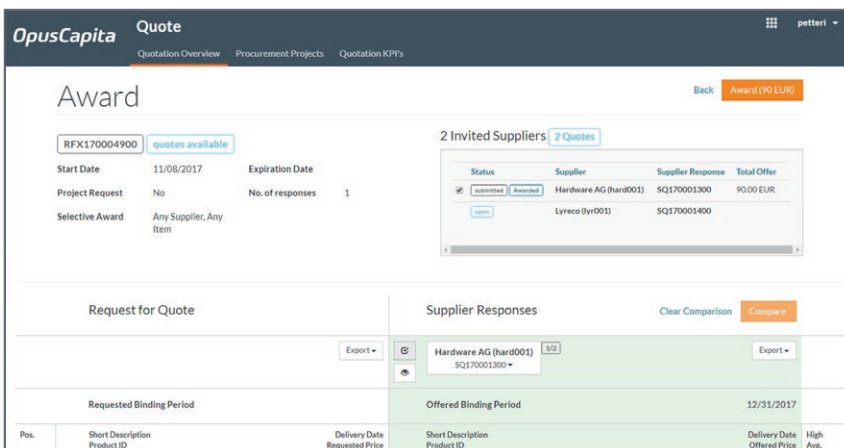 OpusCapita
Quote
petteri
Quotation Overview Procurement Projects Quotation KPI's
Award
Back Award (90 EUR)
RFX170004900 quotes available
Start Date 11/08/2017 Expiration Date
Project Request No No. of responses 1
Selective Award Any Supplier, Any
Item
2 Invited Suppliers 2 Quotes
Status Supplier Supplier Response Total Offer
submitted Awarded Hardware AG (hard001) SQ170001300 90.00 EUR
open Lyreco (lyr001) SQ170001400
Request for Quote
Supplier Responses Clear Comparison Compare
Export
Hardware AG (hard001) 1/2
SQ170001300
Export
Requested Binding Period
Offered Binding Period 12/31/2017
Pos. Short Description Delivery Date Short Description Delivery Date High
Product ID Requested Price Product ID Offered Price Avg.